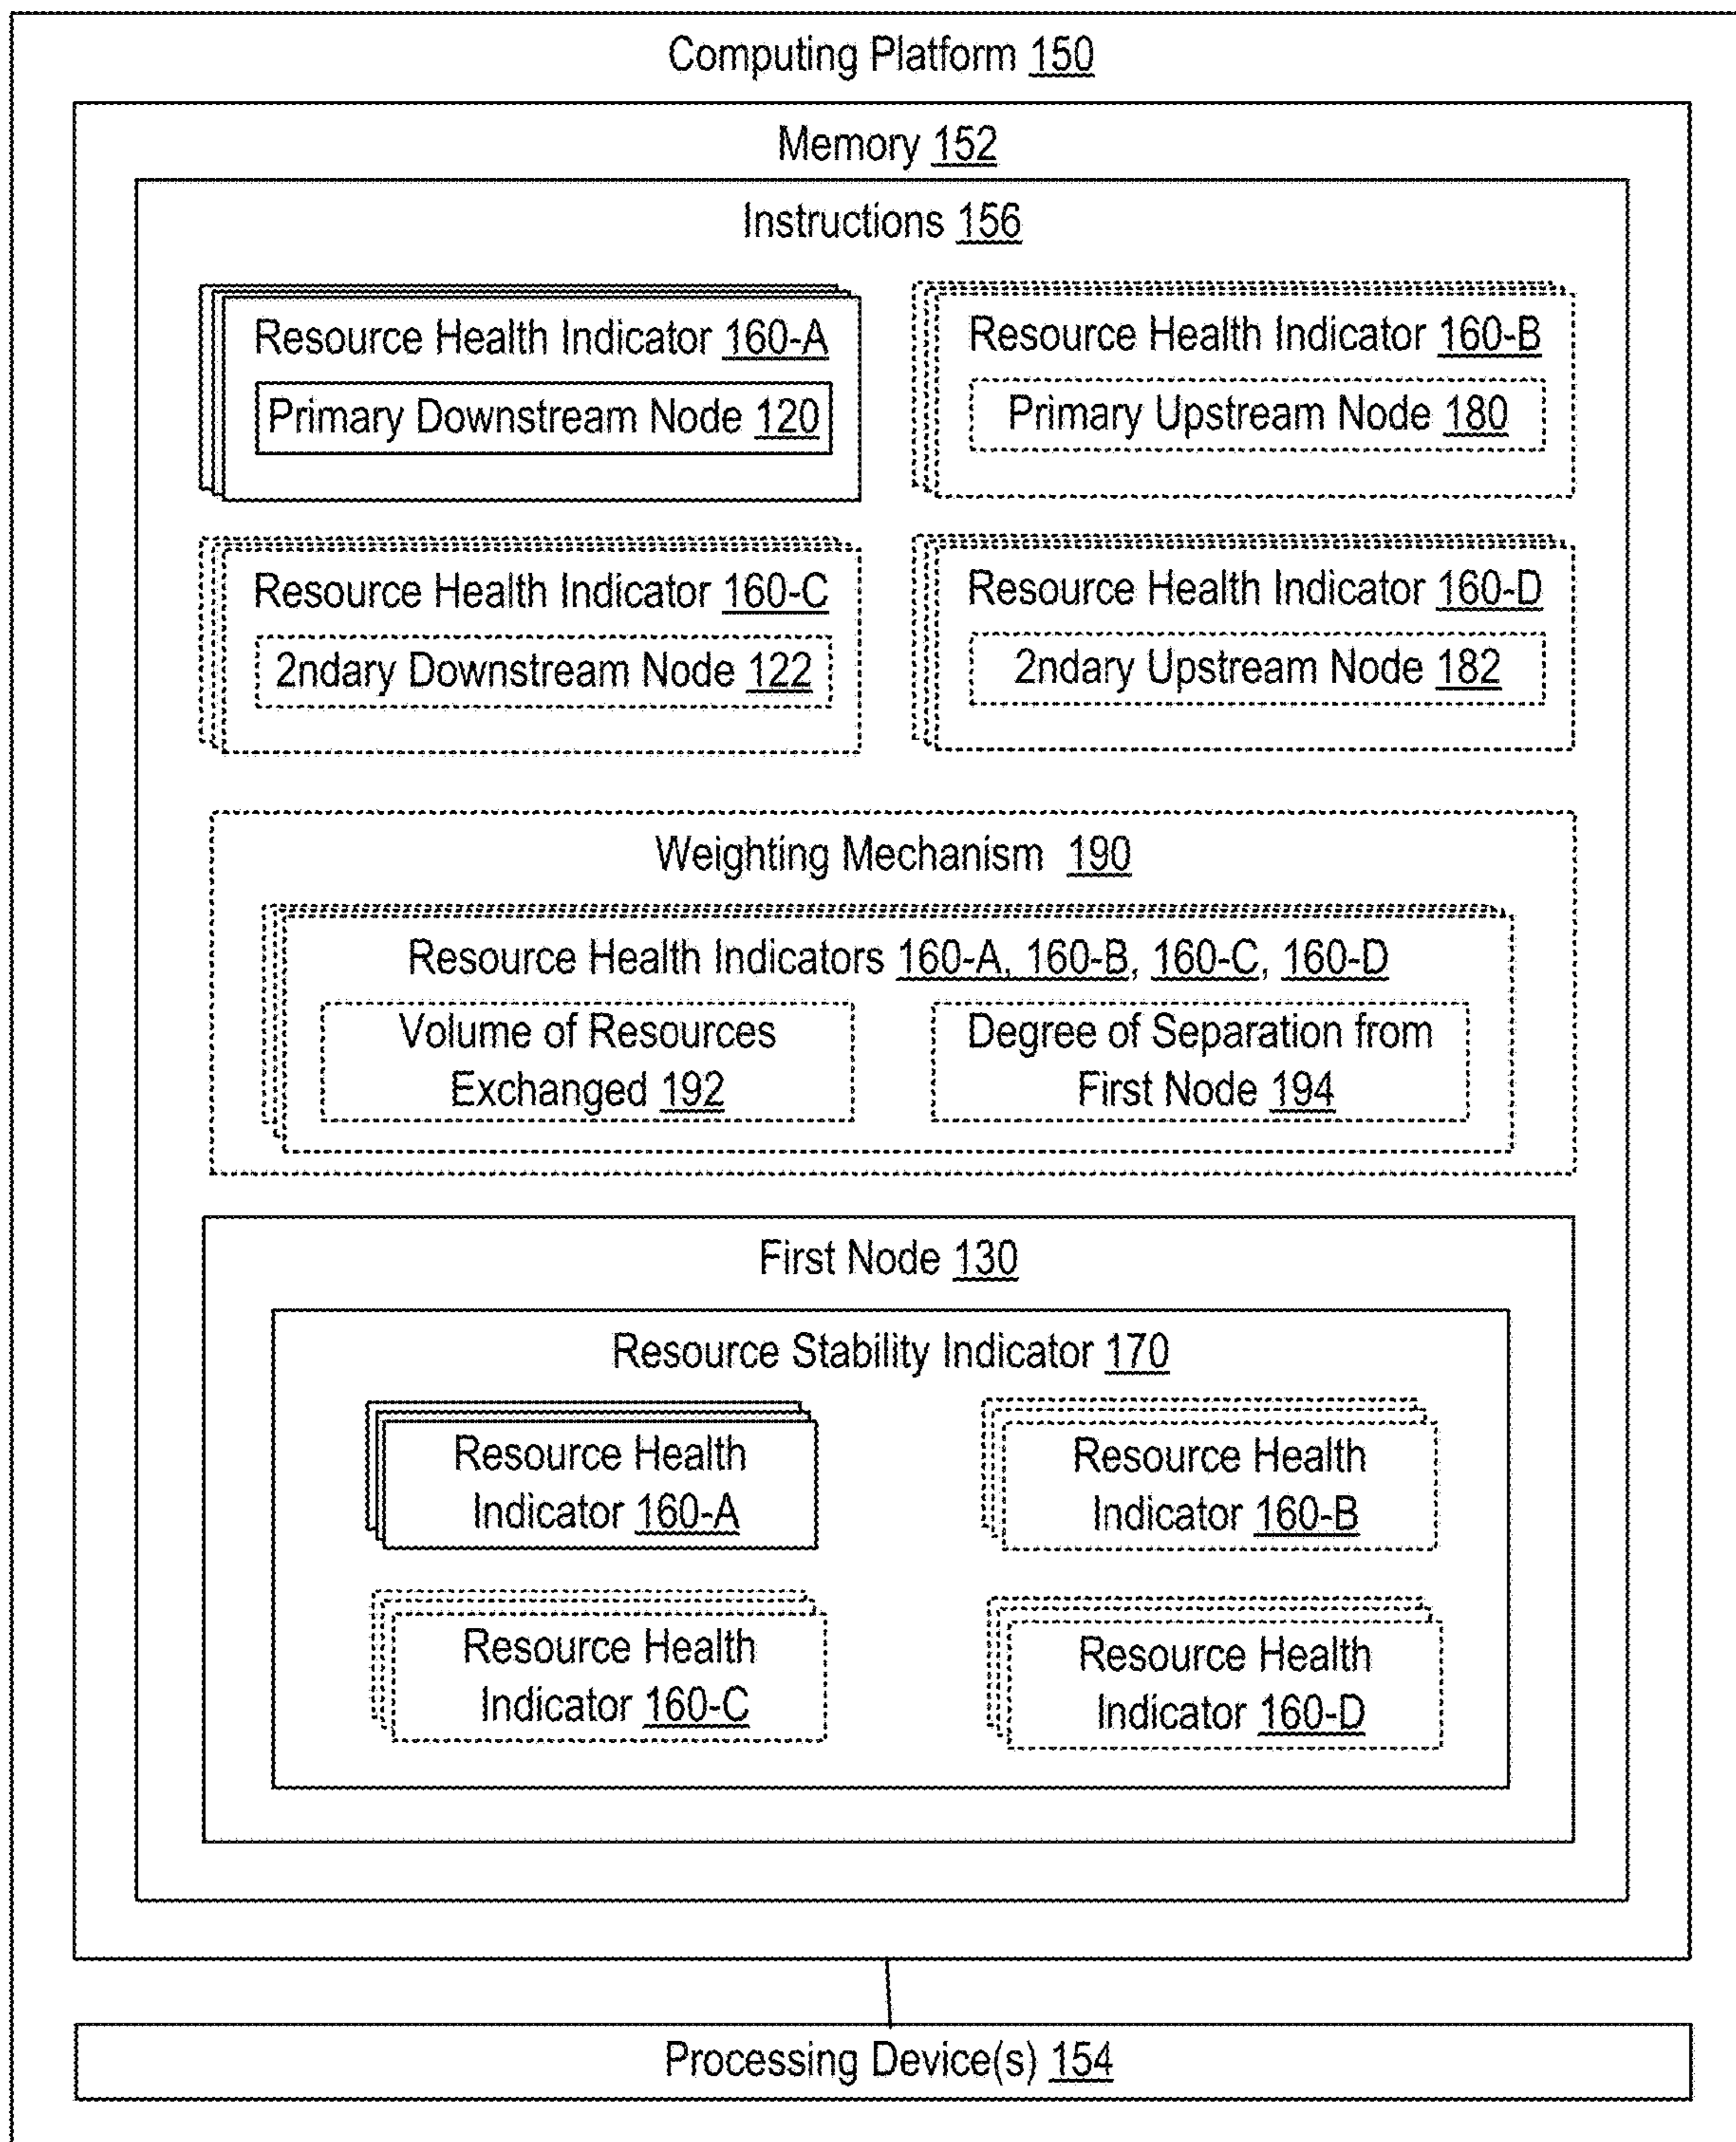 Computing Platform 150
Memory 152
Instructions 156
Resource Health Indicator 160-A
Primary Downstream Node 120
Resource Health Indicator 160-B
Primary Upstream Node 180
Resource Health Indicator 160-C
2ndary Downstream Node 122
Resource Health Indicator 160-D
2ndary Upstream Node 182
Weighting Mechanism 190
Resource Health Indicators 160-A, 160-B, 160-C, 160-D
Volume of Resources
Exchanged 192
Degree of Separation from
First Node 194
First Node 130
Resource Stability Indicator 170
Resource Health
Indicator 160-A
Resource Health
Indicator 160-B
Resource Health
Indicator 160-C
Resource Health
Indicator 160-D
Processing Device(s) 154